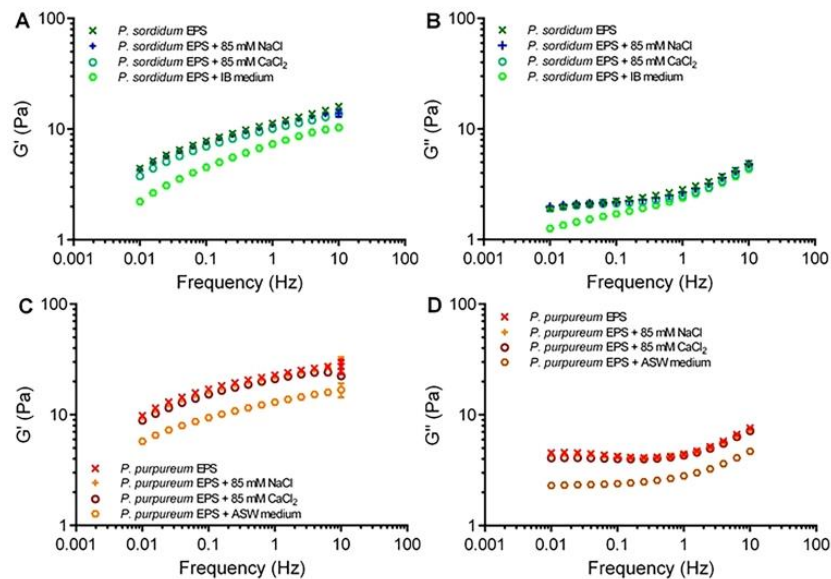 A
P. sordidum EPS
P. sordidum EPS + 85 mM NaCl
P. sordidum EPS + 85 mM CaCl₂
P. sordidum EPS + IB medium
G' (Pa)
100
10
1
0.001 0.01 0.1 1 10 100
Frequency (Hz)
B
P. sordidum EPS
P. sordidum EPS + 85 mM NaCl
P. sordidum EPS + 85 mM CaCl₂
P. sordidum EPS + IB medium
G'' (Pa)
100
10
1
0.001 0.01 0.1 1 10 100
Frequency (Hz)
C
G' (Pa)
100
10
1
P. purpureum EPS
P. purpureum EPS + 85 mM NaCl
P. purpureum EPS + 85 mM CaCl₂
P. purpureum EPS + ASW medium
0.001 0.01 0.1 1 10 100
Frequency (Hz)
D
P. purpureum EPS
P. purpureum EPS + 85 mM NaCl
P. purpureum EPS + 85 mM CaCl₂
P. purpureum EPS + ASW medium
G'' (Pa)
100
10
1
0.001 0.01 0.1 1 10 100
Frequency (Hz)